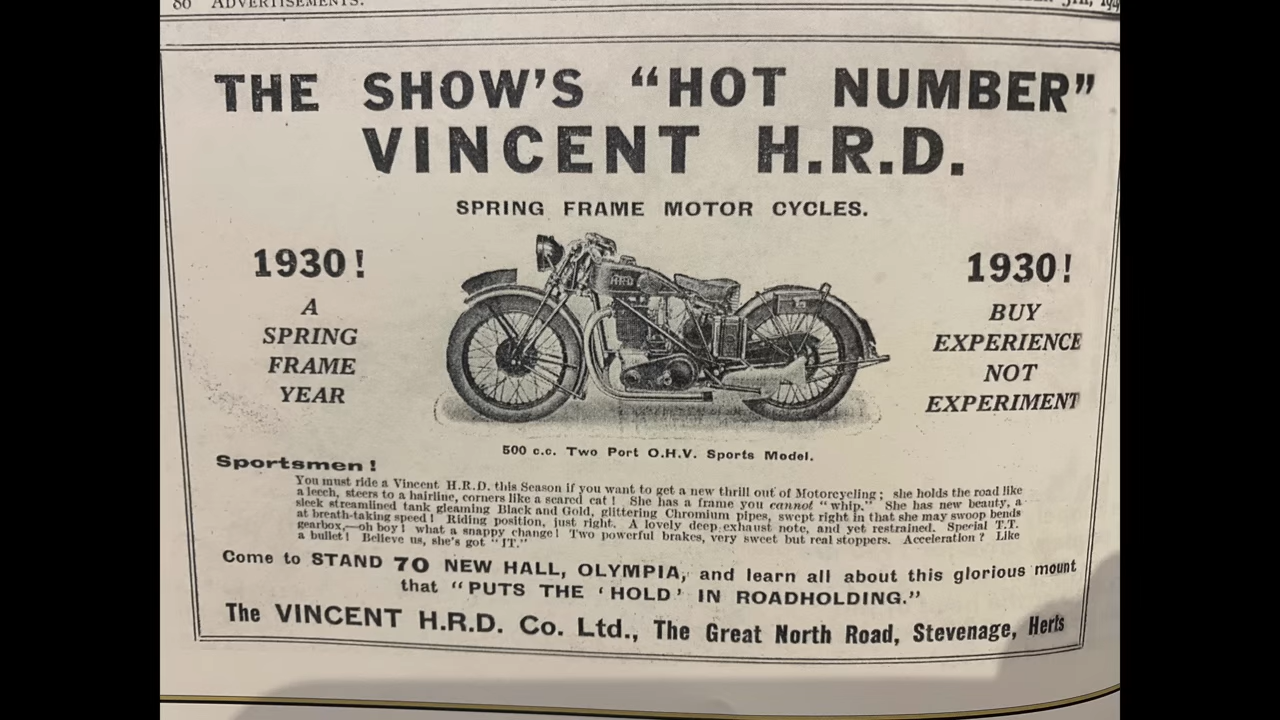 86 ADVERTISEMENTS.
5TH, 194
THE SHOW'S "HOT NUMBER"
VINCENT H.R.D.
SPRING FRAME MOTOR CYCLES.
1930!
A
SPRING
FRAME
YEAR
HRD
1930!
BUY
EXPERIENCE
NOT
EXPERIMENT
500 c.c. Two Port O.H.V. Sports Model.
Sportsmen!
You must ride a Vincent H.R.D. this Season if you want to get a new thrill out of Motorcycling; she holds the road like
a leech, steers to a hairline, corners like a scared cat! She has a frame you cannot "whip." She has new beauty, a
sleek streamlined tank gleaming Black and Gold, glittering Chromium pipes, swept right in that she may swoop bends
at breath-taking speed! Riding position, just right. A lovely deep exhaust note, and yet restrained. Special T.T.
gearbox,—oh boy! what a snappy change! Two powerful brakes, very sweet but real stoppers. Acceleration? Like
a bullet! Believe us, she's got "IT."
Come to STAND 70 NEW HALL, OLYMPIA, and learn all about this glorious mount
that "PUTS THE 'HOLD' IN ROADHOLDING."
The VINCENT H.R.D. Co. Ltd., The Great North Road, Stevenage, Herts